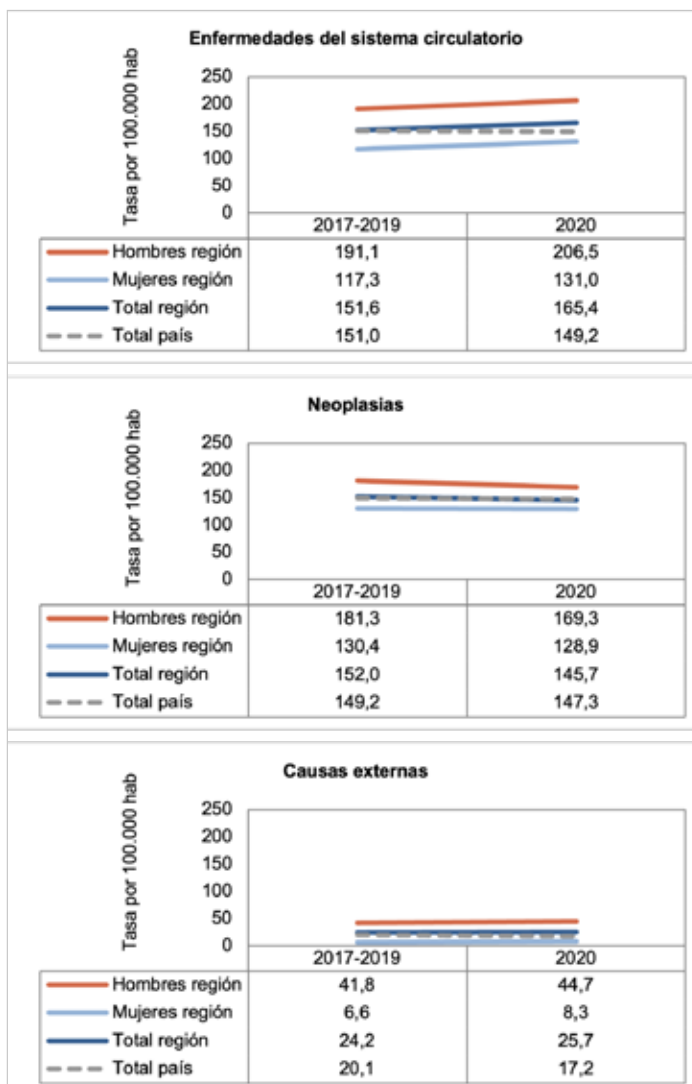 Enfermedades del sistema circulatorio
Tasa por 100.000 hab
250
200
150
100
50
0
2017-2019 2020
Hombres región 191,1 206,5
Mujeres región 117,3 131,0
Total región 151,6 165,4
Total país 151,0 149,2
Neoplasias
Tasa por 100.000 hab
250
200
150
100
50
0
2017-2019 2020
Hombres región 181,3 169,3
Mujeres región 130,4 128,9
Total región 152,0 145,7
Total país 149,2 147,3
Causas externas
Tasa por 100.000 hab
250
200
150
100
50
0
2017-2019 2020
Hombres región 41,8 44,7
Mujeres región 6,6 8,3
Total región 24,2 25,7
Total país 20,1 17,2